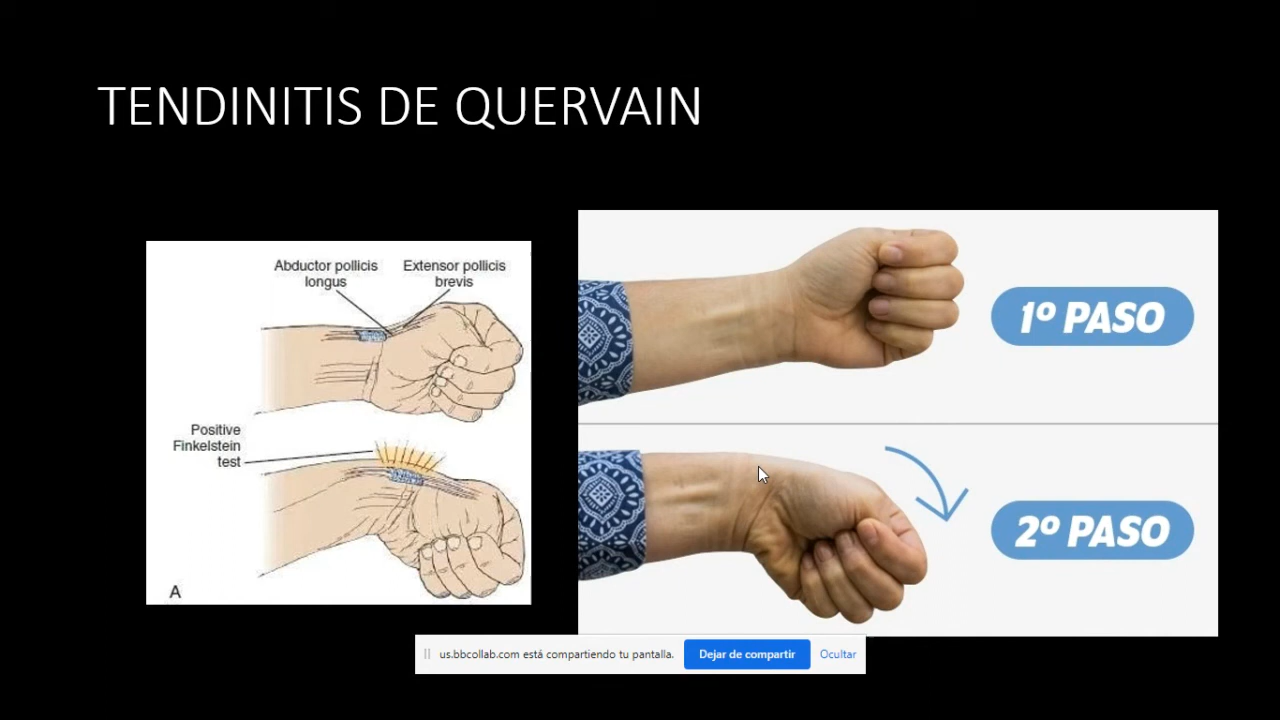 TENDINITIS DE QUERVAIN
Abductor pollicis
longus
Extensor pollicis
brevis
Positive
Finkelstein
test
A
1º PASO
2º PASO
us.bbcollab.com está compartiendo tu pantalla.
Dejar de compartir
Ocultar